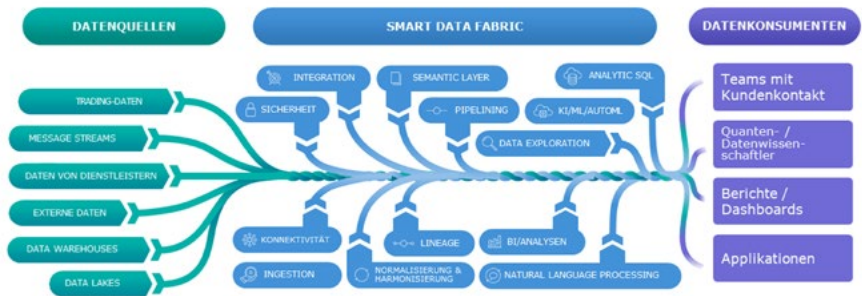 DATENQUELLEN
SMART DATA FABRIC
DATENKONSUMENTEN
TRADING-DATEN
MESSAGE STREAMS
DATEN VON DIENSTLEISTERN
EXTERNE DATEN
DATA WAREHOUSES
DATA LAKES
INTEGRATION
SEMANTIC LAYER
ANALYTIC SQL
SICHERHEIT
PIPELINING
KI/ML/AUTOML
DATA EXPLORATION
KONNEKTIVITÄT
LINEAGE
BI/ANALYSEN
INGESTION
NORMALISIERUNG &
HARMONISIERUNG
NATURAL LANGUAGE PROCESSING
Teams mit
Kundenkontakt
Quanten- /
Datenwissen-
schaftler
Berichte /
Dashboards
Applikationen